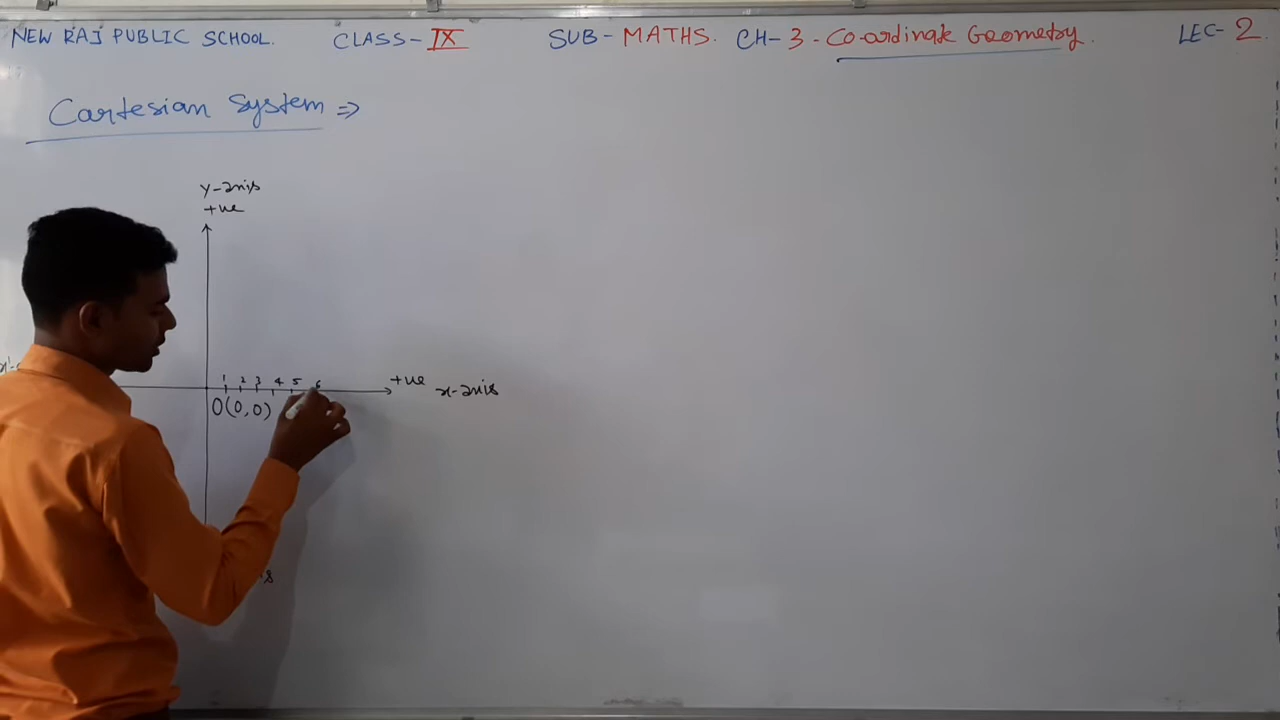 NEW RAJ PUBLIC SCHOOL. CLASS-IX SUB-MATHS. CH-3-Co-ordinate Geometry. LEC-2.
Cartesian System ⇒
y-axis
+ve
1 2 3 4 5 6
+ve x-axis
O(0,0)